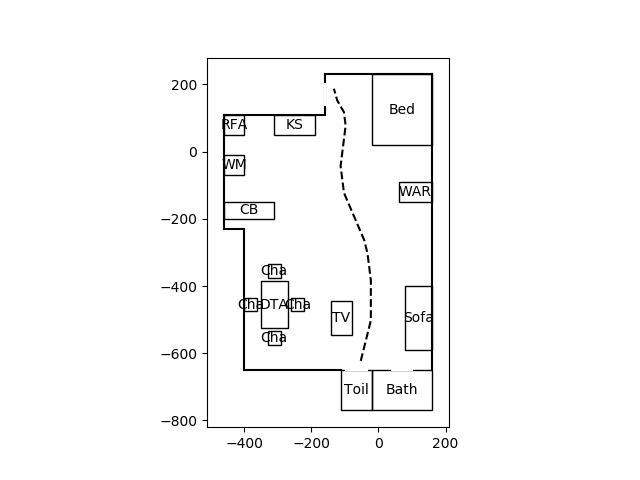 200
Bed
RFA
KS
0
WM
WAR
CB
−200
Cha
−400
Cha
DTA
Cha
TV
Sofa
Cha
−600
Toil
Bath
−800
−400
−200
0
200